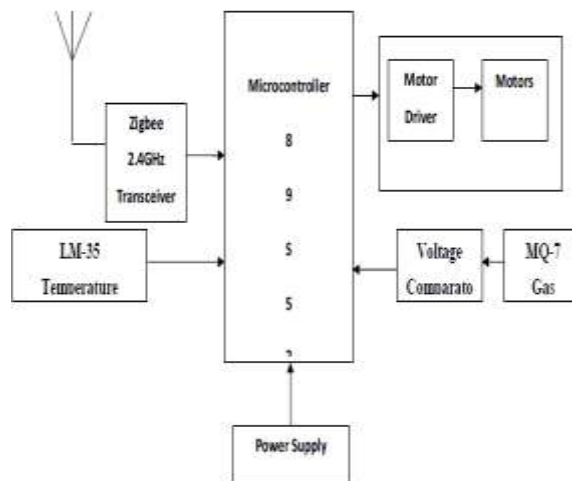 Microcontroller
8
9
S
5
Zigbee
2.4GHz
Transceiver
LM-35
Temperature
Motor
Driver
Motors
Voltage
Comparato
MQ-7
Gas
Power Supply